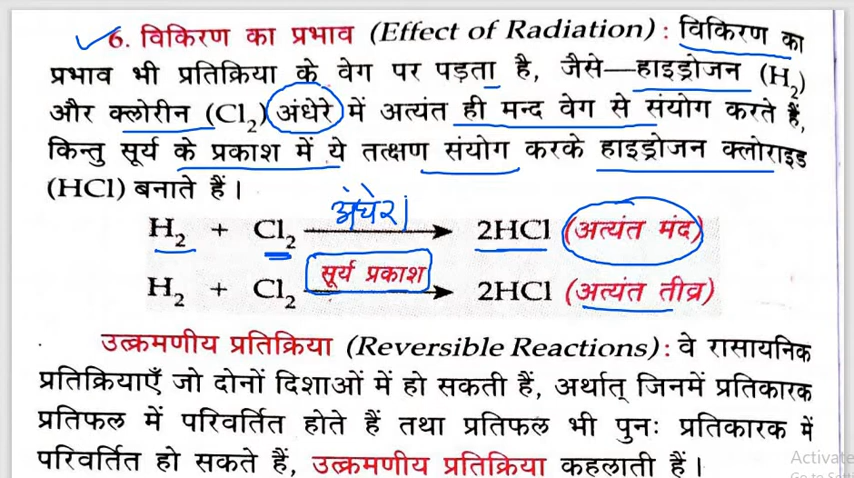 6. विकिरण का प्रभाव (Effect of Radiation) : विकिरण का
प्रभाव भी प्रतिक्रिया के वेग पर पड़ता है, जैसे—हाइड्रोजन (H₂)
और क्लोरीन (Cl₂) अंधेरे में अत्यंत ही मन्द वेग से संयोग करते हैं,
किन्तु सूर्य के प्रकाश में ये तत्क्षण संयोग करके हाइड्रोजन क्लोराइड
(HCl) बनाते हैं।
अंधेरा
H₂ + Cl₂ ⟶ 2HCl (अत्यंत मंद)
सूर्य प्रकाश
H₂ + Cl₂ ⟶ 2HCl (अत्यंत तीव्र)
उत्क्रमणीय प्रतिक्रिया (Reversible Reactions) : वे रासायनिक
प्रतिक्रियाएँ जो दोनों दिशाओं में हो सकती हैं, अर्थात् जिनमें प्रतिकारक
प्रतिफल में परिवर्तित होते हैं तथा प्रतिफल भी पुनः प्रतिकारक में
परिवर्तित हो सकते हैं, उत्क्रमणीय प्रतिक्रिया कहलाती हैं।
Activate